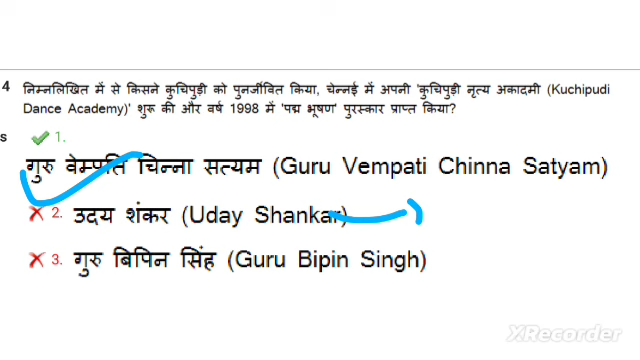 4 निम्नलिखित में से किसने कुचिपुड़ी को पुनर्जीवित किया, चेन्नई में अपनी 'कुचिपुड़ी नृत्य अकादमी (Kuchipudi
Dance Academy)' शुरू की और वर्ष 1998 में 'पद्म भूषण' पुरस्कार प्राप्त किया?
s 1.
गुरु वेम्पति चिन्ना सत्यम (Guru Vempati Chinna Satyam)
2. उदय शंकर (Uday Shankar)
3. गुरु बिपिन सिंह (Guru Bipin Singh)
XRecorder